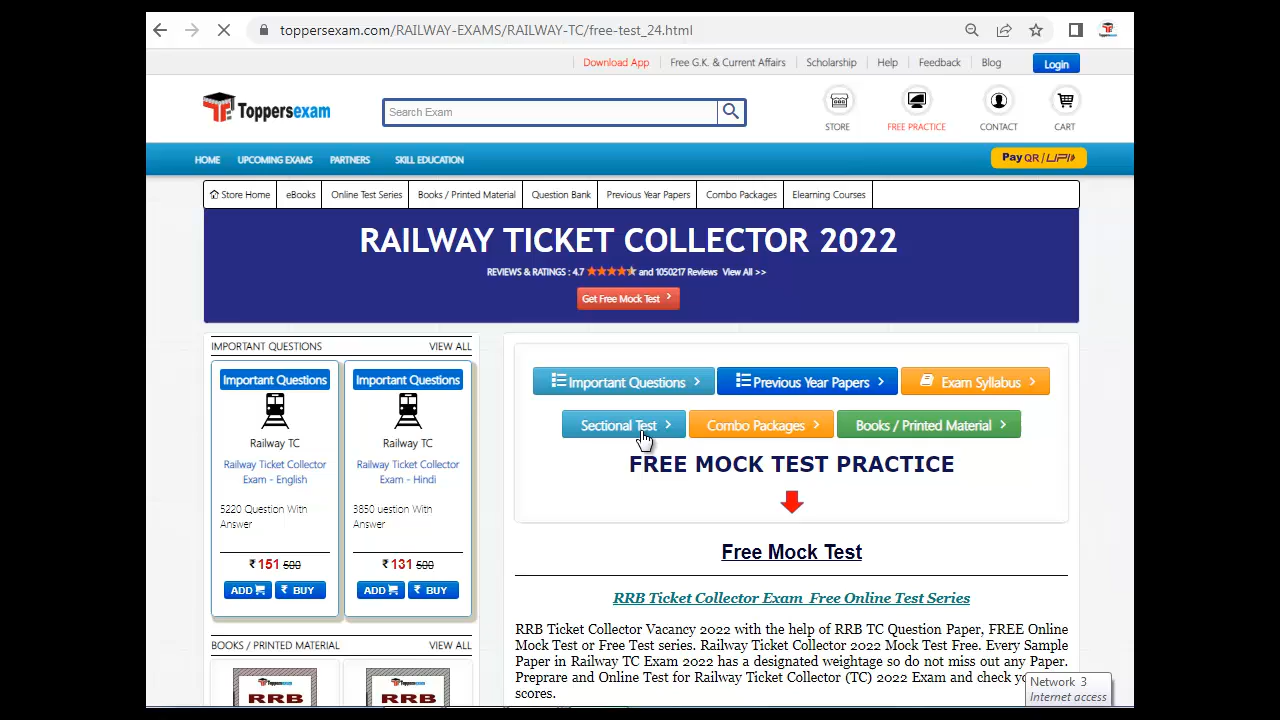 toppersexam.com/RAILWAY-EXAMS/RAILWAY-TC/free-test_24.html
Download App Free G.K. & Current Affairs Scholarship Help Feedback Blog Login
Toppersexam
Search Exam
STORE FREE PRACTICE CONTACT CART
HOME UPCOMING EXAMS PARTNERS SKILL EDUCATION Pay QR / UPI
Store Home eBooks Online Test Series Books / Printed Material Question Bank Previous Year Papers Combo Packages Elearning Courses
RAILWAY TICKET COLLECTOR 2022
REVIEWS & RATINGS : 4.7 and 1050217 Reviews View All >>
Get Free Mock Test
IMPORTANT QUESTIONS VIEW ALL
Important Questions
Railway TC
Railway Ticket Collector
Exam - English
5220 Question With
Answer
₹ 151 500
ADD ₹ BUY
Important Questions
Railway TC
Railway Ticket Collector
Exam - Hindi
3850 uestion With
Answer
₹ 131 500
ADD ₹ BUY
BOOKS / PRINTED MATERIAL VIEW ALL
Toppersexam
RRB
Toppersexam
RRB
Important Questions Previous Year Papers Exam Syllabus
Sectional Test Combo Packages Books / Printed Material
FREE MOCK TEST PRACTICE
Free Mock Test
RRB Ticket Collector Exam Free Online Test Series
RRB Ticket Collector Vacancy 2022 with the help of RRB TC Question Paper, FREE Online
Mock Test or Free Test series. Railway Ticket Collector 2022 Mock Test Free. Every Sample
Paper in Railway TC Exam 2022 has a designated weightage so do not miss out any Paper.
Preprare and Online Test for Railway Ticket Collector (TC) 2022 Exam and check
scores.
Network 3
Internet access